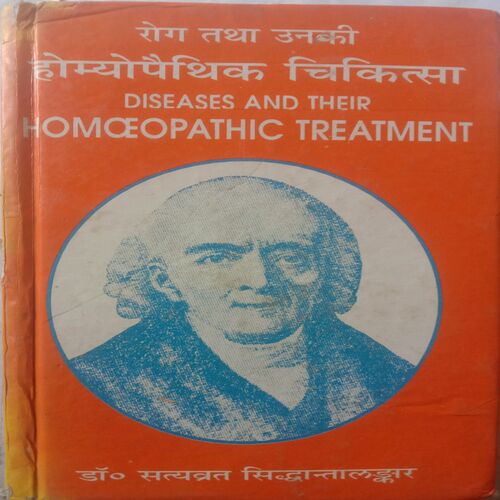 रोग तथा उनकी
होम्योपैथिक चिकित्सा
DISEASES AND THEIR
HOMŒOPATHIC TREATMENT
डॉ० सत्यव्रत सिद्धान्तालङ्कार